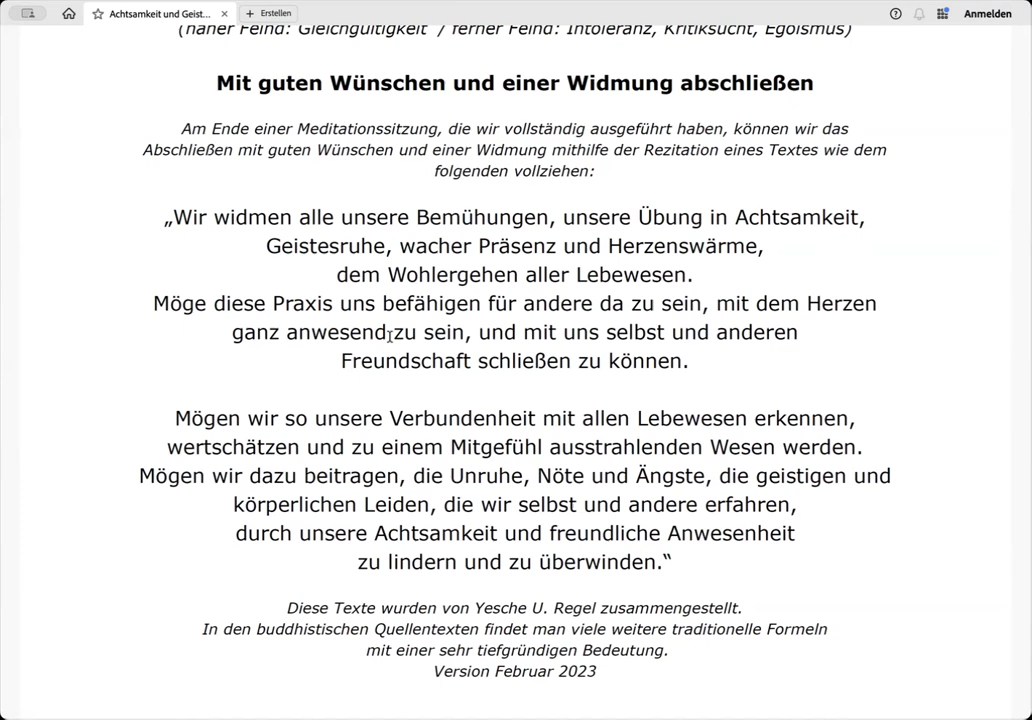 Achtsamkeit und Geist...
Erstellen
Anmelden
(naher Feind: Gleichgültigkeit / ferner Feind: Intoleranz, Kritiksucht, Egoismus)
Mit guten Wünschen und einer Widmung abschließen
Am Ende einer Meditationssitzung, die wir vollständig ausgeführt haben, können wir das
Abschließen mit guten Wünschen und einer Widmung mithilfe der Rezitation eines Textes wie dem
folgenden vollziehen:
„Wir widmen alle unsere Bemühungen, unsere Übung in Achtsamkeit,
Geistesruhe, wacher Präsenz und Herzenswärme,
dem Wohlergehen aller Lebewesen.
Möge diese Praxis uns befähigen für andere da zu sein, mit dem Herzen
ganz anwesend zu sein, und mit uns selbst und anderen
Freundschaft schließen zu können.
Mögen wir so unsere Verbundenheit mit allen Lebewesen erkennen,
wertschätzen und zu einem Mitgefühl ausstrahlenden Wesen werden.
Mögen wir dazu beitragen, die Unruhe, Nöte und Ängste, die geistigen und
körperlichen Leiden, die wir selbst und andere erfahren,
durch unsere Achtsamkeit und freundliche Anwesenheit
zu lindern und zu überwinden.“
Diese Texte wurden von Yesche U. Regel zusammengestellt.
In den buddhistischen Quellentexten findet man viele weitere traditionelle Formeln
mit einer sehr tiefgründigen Bedeutung.
Version Februar 2023